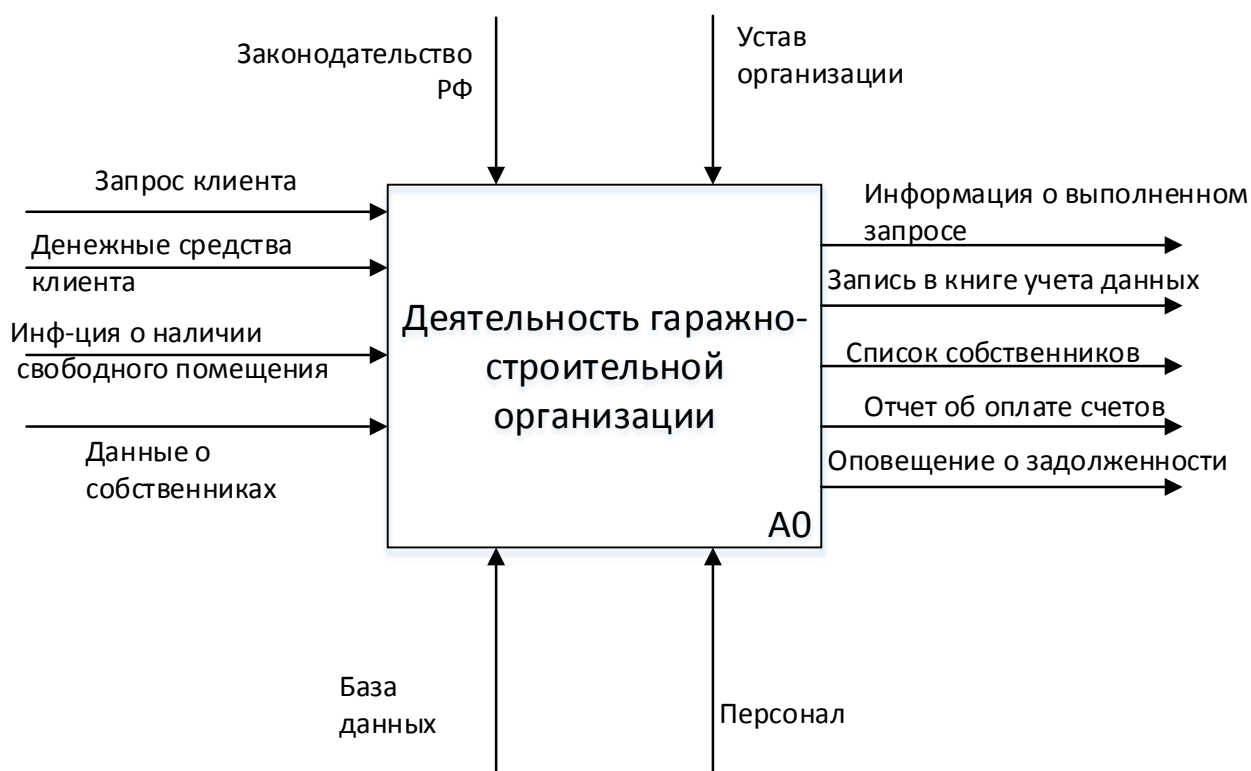 Законодательство
РФ
Устав
организации
Запрос клиента
Денежные средства
клиента
Инф-ция о наличии
свободного помещения
Данные о
собственниках
Деятельность гаражно-
строительной
организации
А0
Информация о выполненном
запросе
Запись в книге учета данных
Список собственников
Отчет об оплате счетов
Оповещение о задолженности
База
данных
Персонал